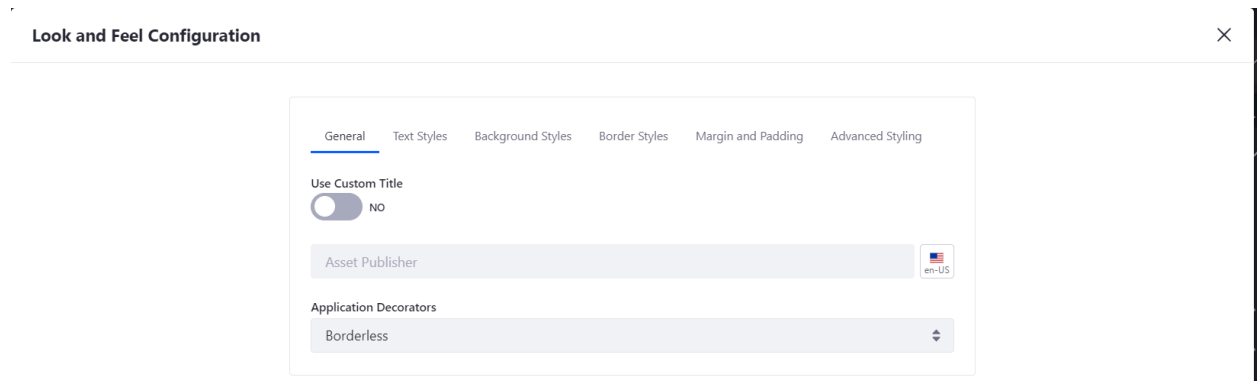 Look and Feel Configuration
General Text Styles Background Styles Border Styles Margin and Padding Advanced Styling
Use Custom Title
NO
Asset Publisher
en-US
Application Decorators
Borderless